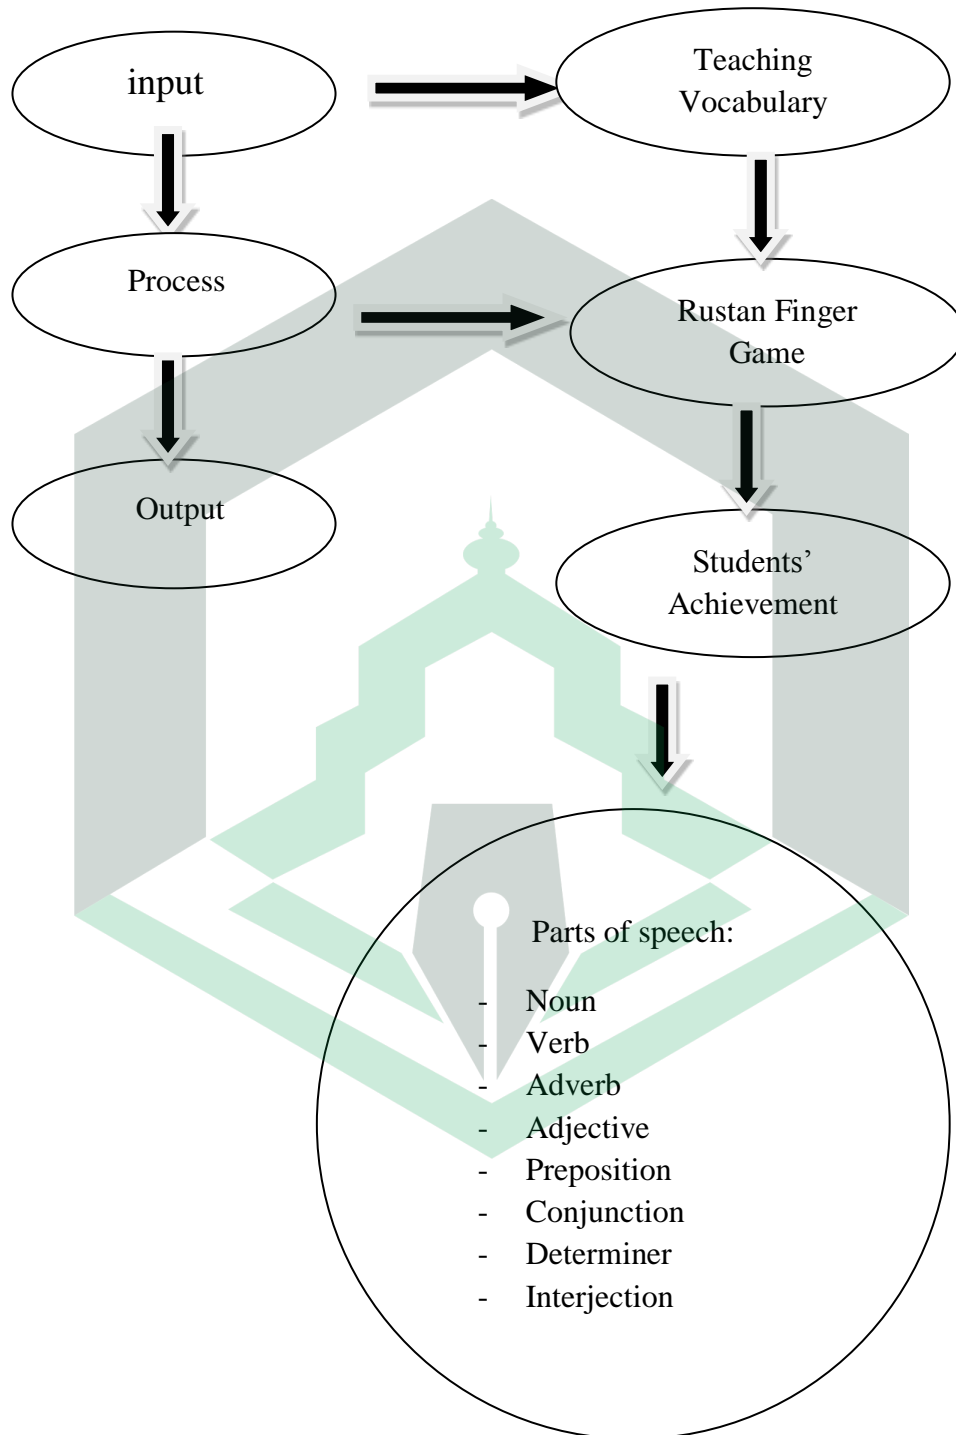 input
Teaching
Vocabulary
Process
Rustan Finger
Game
Output
Students’
Achievement
Parts of speech:
- Noun
- Verb
- Adverb
- Adjective
- Preposition
- Conjunction
- Determiner
- Interjection